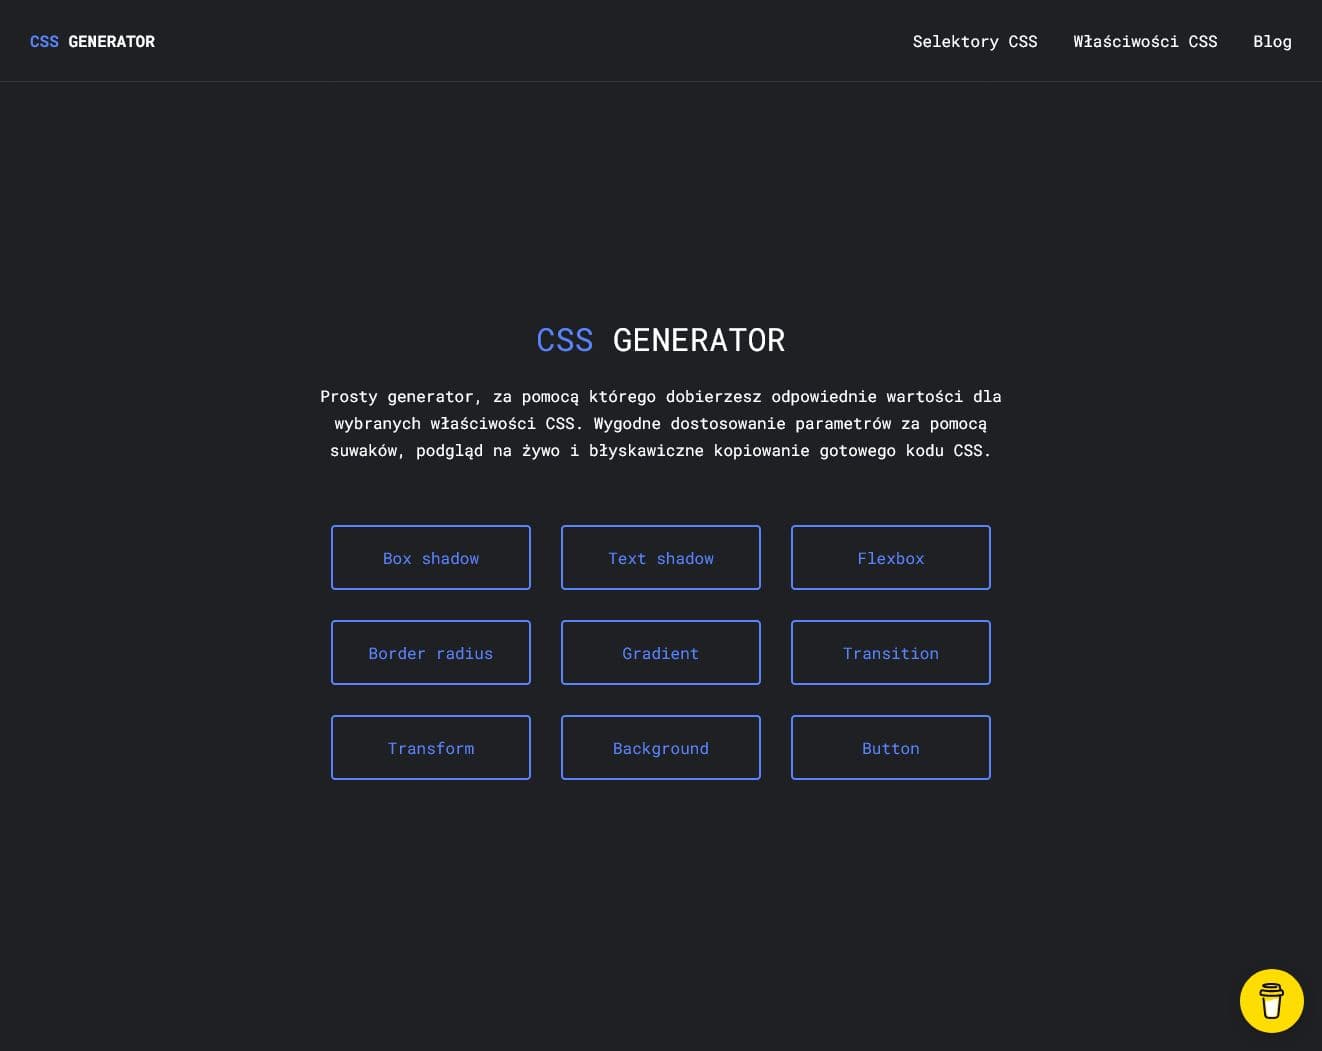 CSS GENERATOR
Selektory CSS
Właściwości CSS
Blog
CSS GENERATOR
Prosty generator, za pomocą którego dobierzesz odpowiednie wartości dla
wybranych właściwości CSS. Wygodne dostosowanie parametrów za pomocą
suwaków, podgląd na żywo i błyskawiczne kopiowanie gotowego kodu CSS.
Box shadow
Text shadow
Flexbox
Border radius
Gradient
Transition
Transform
Background
Button